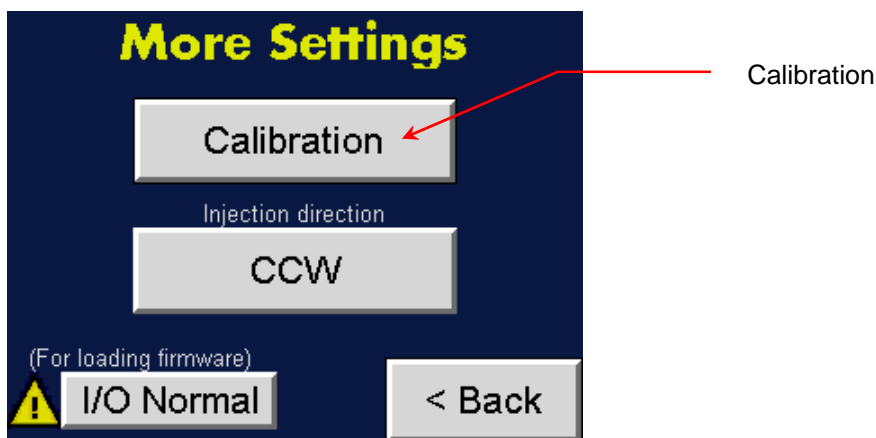 More Settings
Calibration
Calibration
Injection direction
CCW
(For loading firmware)
I/O Normal
< Back